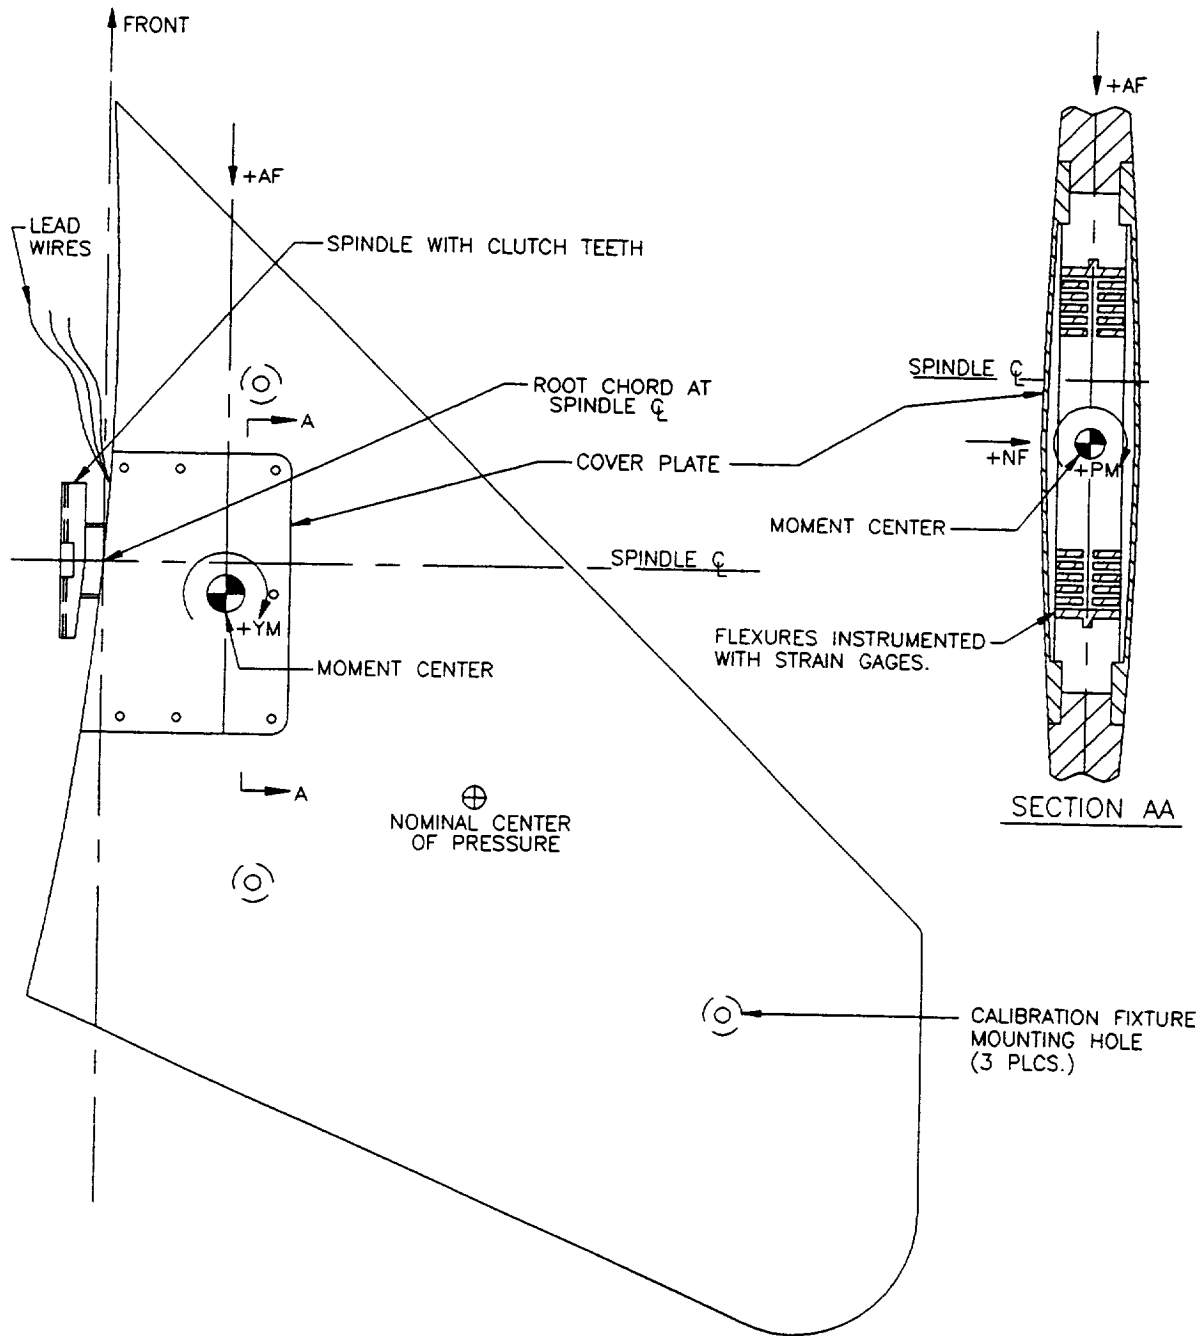 FRONT
+AF
LEAD
WIRES
SPINDLE WITH CLUTCH TEETH
ROOT CHORD AT
SPINDLE ℄
A
COVER PLATE
SPINDLE ℄
+YM
MOMENT CENTER
A
NOMINAL CENTER
OF PRESSURE
CALIBRATION FIXTURE
MOUNTING HOLE
(3 PLCS.)
+AF
SPINDLE ℄
+NF
+PM
MOMENT CENTER
FLEXURES INSTRUMENTED
WITH STRAIN GAGES.
SECTION AA